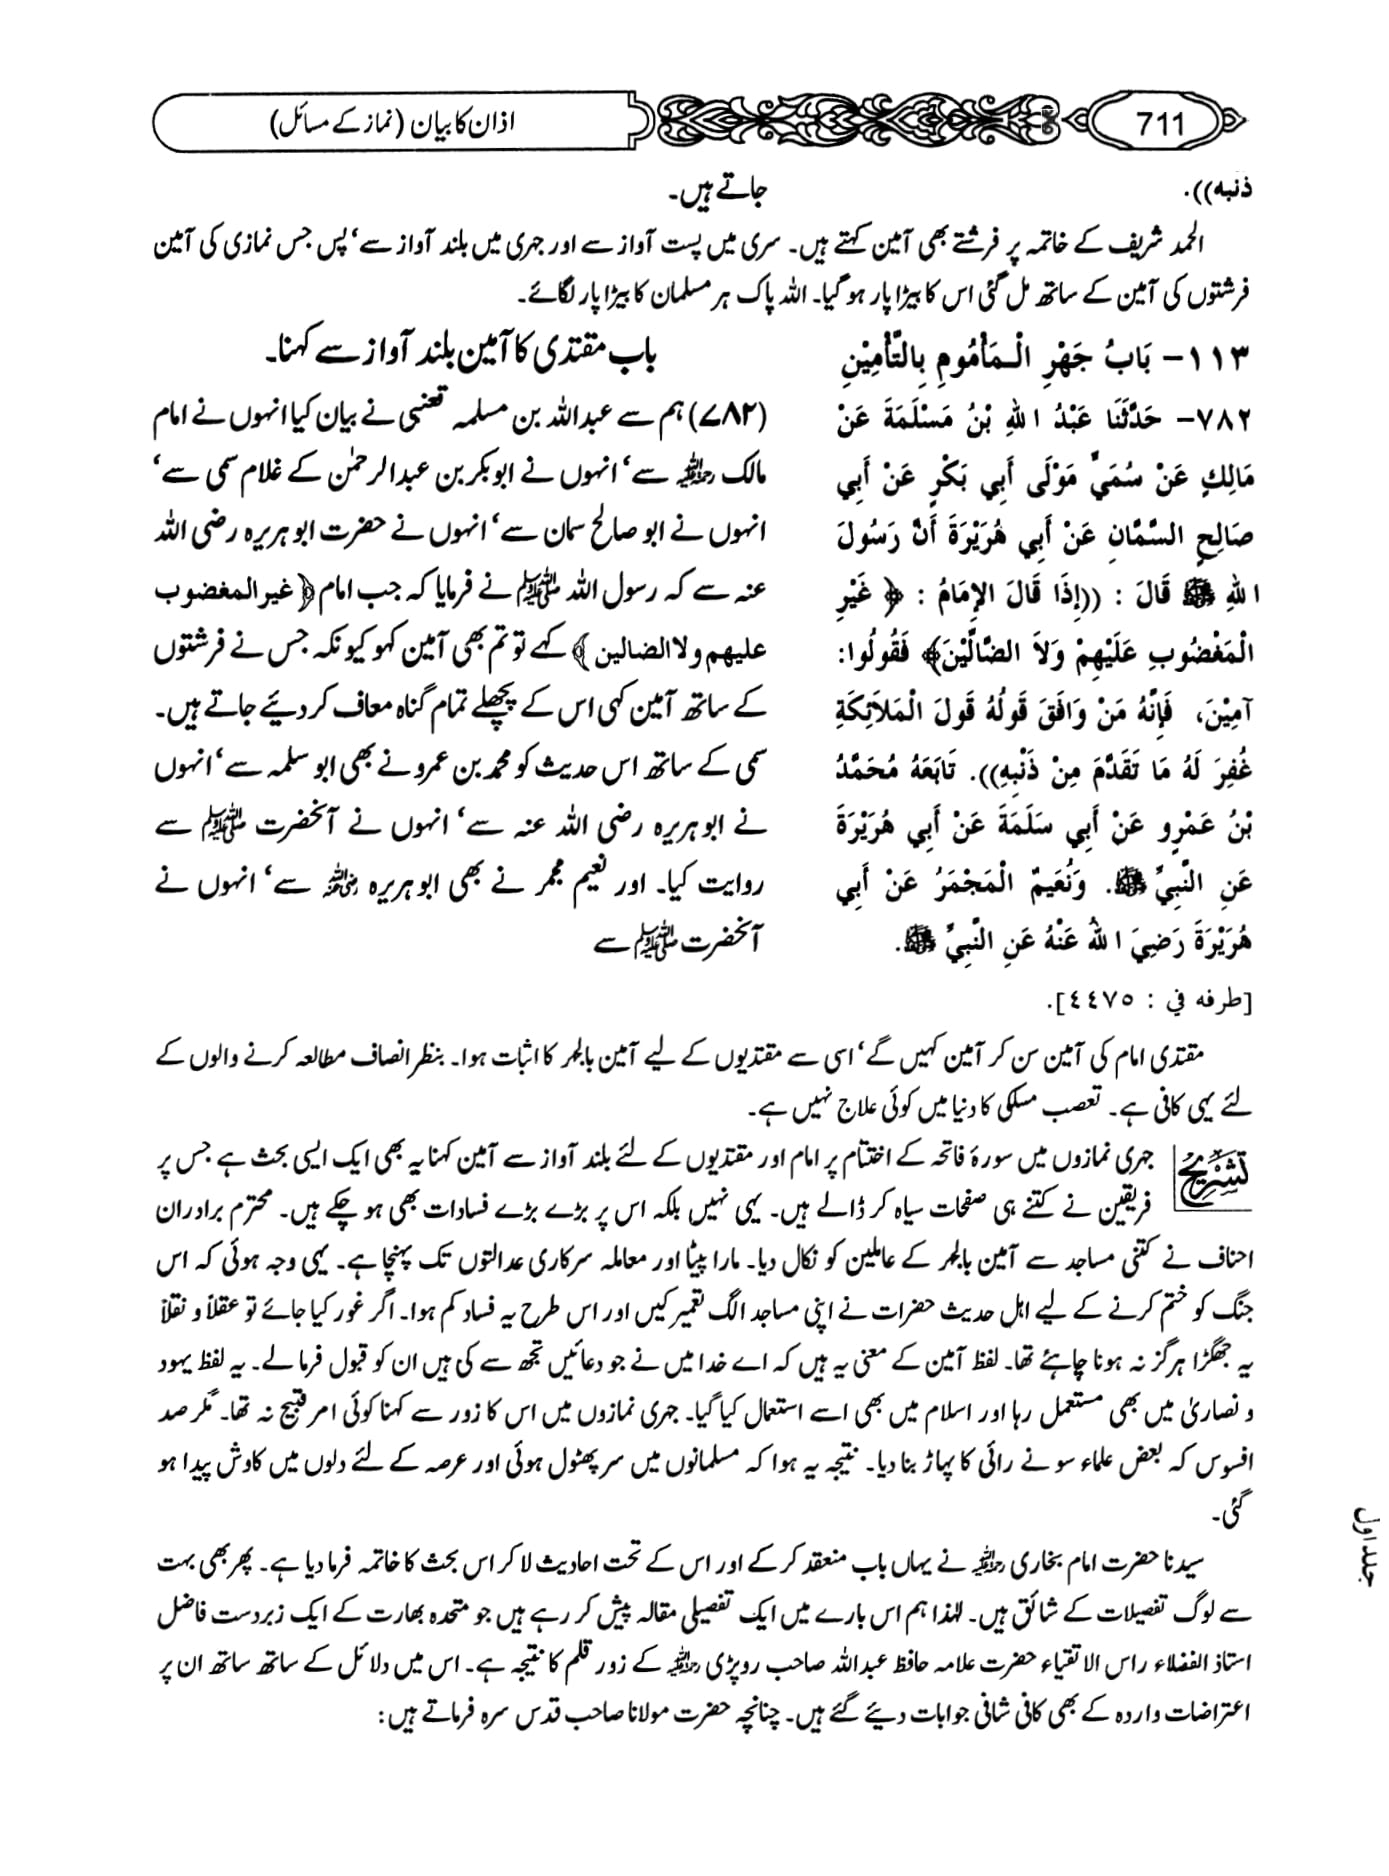 711
اذان کا بیان (نماز کے مسائل)
ذنبه)).
جاتے ہیں۔
الحمد شریف کے خاتمہ پر فرشتے بھی آمین کہتے ہیں۔ سری میں پست آواز سے اور جہری میں بلند آواز سے‘ پس جس نمازی کی آمین
فرشتوں کی آمین کے ساتھ مل گئی اس کا بیڑا پار ہو گیا۔ اللہ پاک ہر مسلمان کا بیڑا پار لگائے۔
١١٣- بَابُ جَهْرِ الْـمَأْمُومِ بِالتَّأْمِيْنِ
٧٨٢- حَدَّثَنَا عَبْدُ اللهِ بْنُ مَسْلَمَةَ عَنْ
مَالِكٍ عَنْ سُمَيٍّ مَوْلَى أَبِي بَكْرٍ عَنْ أَبِي
صَالِحٍ السَّمَّانِ عَنْ أَبِي هُرَيْرَةَ أَنَّ رَسُولَ
اللهِ ﷺ قَالَ : ((إِذَا قَالَ الإِمَامُ : ﴿غَيْرِ
الْمَغْضُوبِ عَلَيْهِمْ وَلاَ الضَّالِّيْنَ﴾ فَقُولُوا:
آمِيْنَ، فَإِنَّهُ مَنْ وَافَقَ قَوْلُهُ قَولَ الْمَلاَئِكَةِ
غُفِرَ لَهُ مَا تَقَدَّمَ مِنْ ذَنْبِهِ)). تَابَعَهُ مُحَمَّدُ
بْنُ عَمْرٍو عَنْ أَبِي سَلَمَةَ عَنْ أَبِي هُرَيْرَةَ
عَنِ النَّبِيِّ ﷺ. وَنُعَيمٌ الْمَجْمَرُ عَنْ أَبِي
هُرَيْرَةَ رَضِيَ اللهُ عَنْهُ عَنِ النَّبِيِّ ﷺ.
[طرفه في : ٤٤٧٥].
باب مقتدی کا آمین بلند آواز سے کہنا۔
(۷۸۲) ہم سے عبداللہ بن مسلمہ قعنبی نے بیان کیا انہوں نے امام
مالک رحمۃ اللہ علیہ سے‘ انہوں نے ابوبکر بن عبدالرحمٰن کے غلام سمی سے‘
انہوں نے ابو صالح سمان سے‘ انہوں نے حضرت ابو ہریرہ رضی اللہ
عنہ سے کہ رسول اللہ ﷺ نے فرمایا کہ جب امام ﴿غیر المغضوب
علیهم ولا الضالین﴾ کہے تو تم بھی آمین کہو کیونکہ جس نے فرشتوں
کے ساتھ آمین کہی اس کے پچھلے تمام گناہ معاف کر دیئے جاتے ہیں۔
سمی کے ساتھ اس حدیث کو محمد بن عمرو نے بھی ابو سلمہ سے‘ انہوں
نے ابو ہریرہ رضی اللہ عنہ سے‘ انہوں نے آنحضرت ﷺ سے
روایت کیا۔ اور نعیم مجمر نے بھی ابو ہریرہ رضی اللہ عنہ سے‘ انہوں نے
آنحضرت ﷺ سے
مقتدی امام کی آمین سن کر آمین کہیں گے‘ اسی سے مقتدیوں کے لیے آمین بالجہر کا اثبات ہوا۔ بنظر انصاف مطالعہ کرنے والوں کے
لئے یہی کافی ہے۔ تعصب مسلکی کا دنیا میں کوئی علاج نہیں ہے۔
تشریح جہری نمازوں میں سورۂ فاتحہ کے اختتام پر امام اور مقتدیوں کے لئے بلند آواز سے آمین کہنا یہ بھی ایک ایسی بحث ہے جس پر
فریقین نے کتنے ہی صفحات سیاہ کر ڈالے ہیں۔ یہی نہیں بلکہ اس پر بڑے بڑے فسادات بھی ہو چکے ہیں۔ محترم برادران
احناف نے کتنی مساجد سے آمین بالجہر کے عاملین کو نکال دیا۔ مارا پیٹا اور معاملہ سرکاری عدالتوں تک پہنچا ہے۔ یہی وجہ ہوئی کہ اس
جنگ کو ختم کرنے کے لیے اہل حدیث حضرات نے اپنی مساجد الگ تعمیر کیں اور اس طرح یہ فساد کم ہوا۔ اگر غور کیا جائے تو عقلاً و نقلاً
یہ جھگڑا ہرگز نہ ہونا چاہئے تھا۔ لفظ آمین کے معنی یہ ہیں کہ اے خدا میں نے جو دعائیں تجھ سے کی ہیں ان کو قبول فرما لے۔ یہ لفظ یہود
و نصاریٰ میں بھی مستعمل رہا اور اسلام میں بھی اسے استعمال کیا گیا۔ جہری نمازوں میں اس کا زور سے کہنا کوئی امر قبیح نہ تھا۔ مگر صد
افسوس کہ بعض علماء سو نے رائی کا پہاڑ بنا دیا۔ نتیجہ یہ ہوا کہ مسلمانوں میں سر پھٹول ہوئی اور عرصہ کے لئے دلوں میں کاوش پیدا ہو
گئی۔
سیدنا حضرت امام بخاری رحمۃ اللہ علیہ نے یہاں باب منعقد کر کے اور اس کے تحت احادیث لا کر اس بحث کا خاتمہ فرما دیا ہے۔ پھر بھی بہت
سے لوگ تفصیلات کے شائق ہیں۔ لہٰذا ہم اس بارے میں ایک تفصیلی مقالہ پیش کر رہے ہیں جو متحدہ بھارت کے ایک زبردست فاضل
استاذ الفضلاء راس الاتقیاء حضرت علامہ حافظ عبداللہ صاحب روپڑی رحمۃ اللہ علیہ کے زور قلم کا نتیجہ ہے۔ اس میں دلائل کے ساتھ ساتھ ان پر
اعتراضات واردہ کے بھی کافی شافی جوابات دیئے گئے ہیں۔ چنانچہ حضرت مولانا صاحب قدس سرہ فرماتے ہیں:
جلد اول